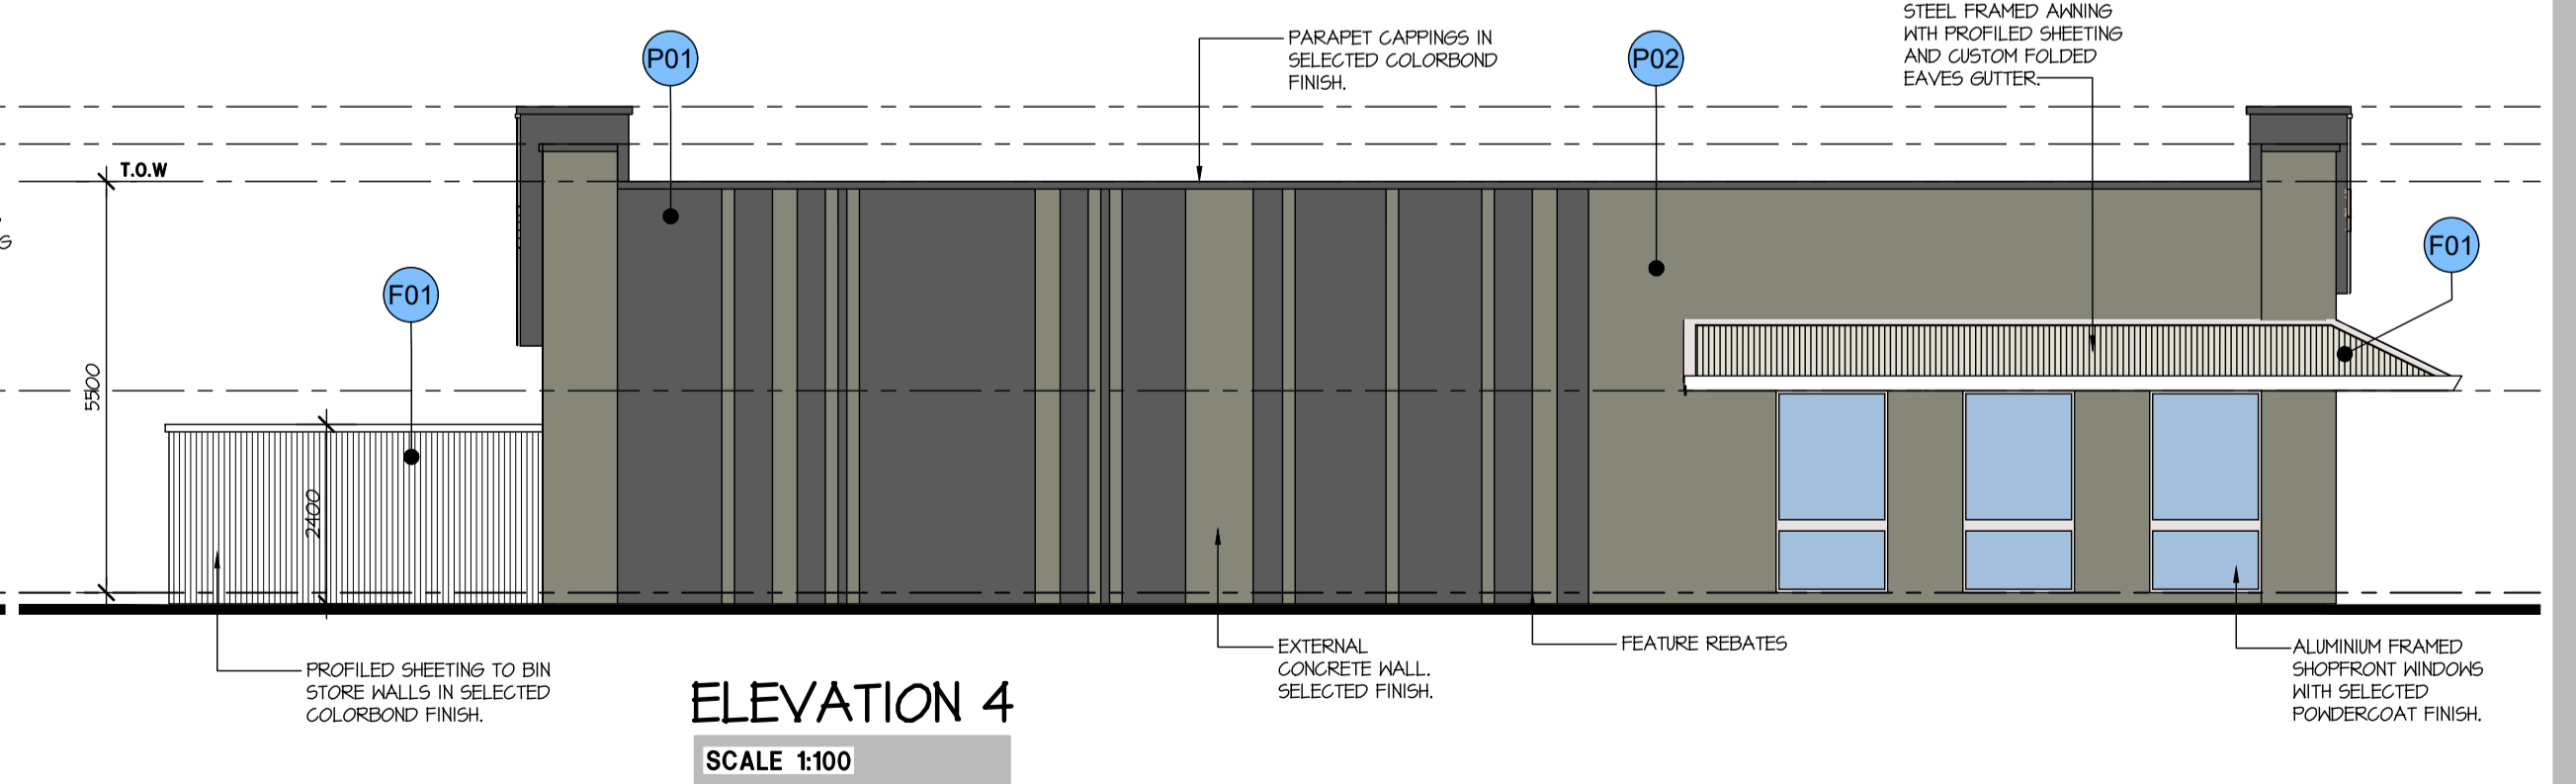 STEEL FRAMED AWNING
WTH PROFILED SHEETING
AND CUSTOM FOLDED
EAVES GUTTER.
PARAPET CAPPINGS IN
SELECTED COLORBOND
FINISH.
P01
P02
T.O.W
G
F01
F01
5500
2400
PROFILED SHEETING TO BIN
STORE WALLS IN SELECTED
COLORBOND FINISH.
EXTERNAL
CONCRETE WALL.
SELECTED FINISH.
FEATURE REBATES
ALUMINIUM FRAMED
SHOPFRONT WINDOWS
WITH SELECTED
POWDERCOAT FINISH.
ELEVATION 4
SCALE 1:100